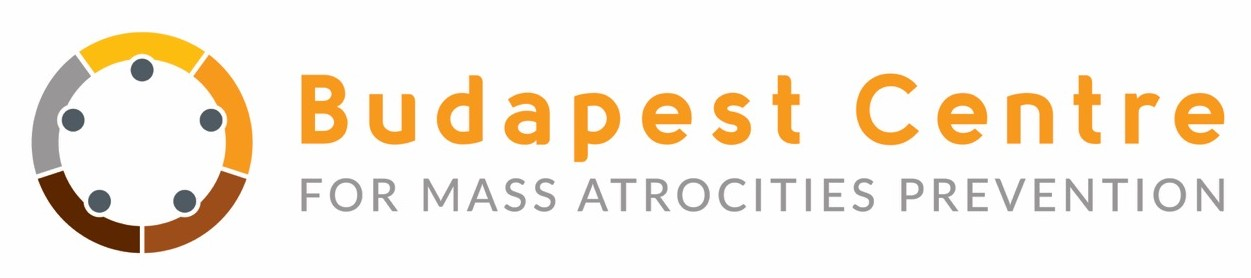 Budapest Centre
FOR MASS ATROCITIES PREVENTION